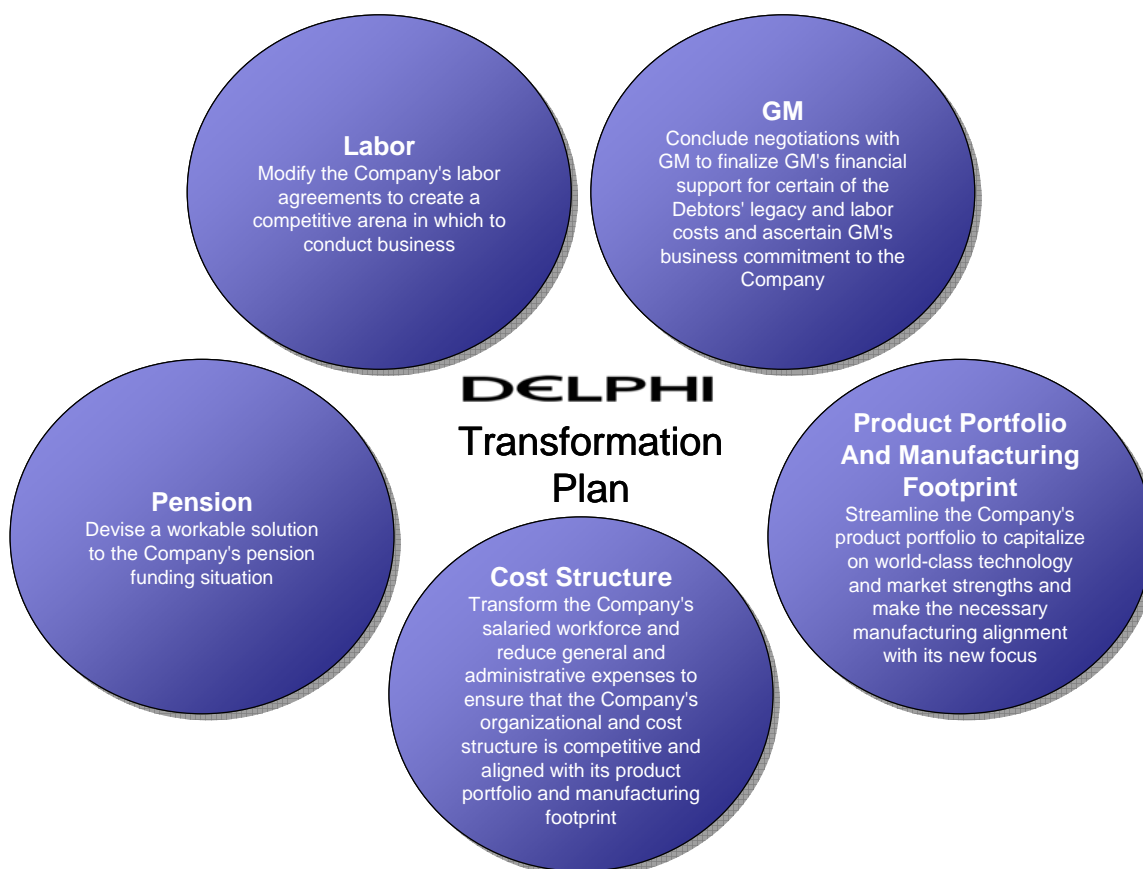 Labor
Modify the Company's labor
agreements to create a
competitive arena in which to
conduct business
GM
Conclude negotiations with
GM to finalize GM's financial
support for certain of the
Debtors' legacy and labor
costs and ascertain GM's
business commitment to the
Company
DELPHI
Transformation
Plan
Pension
Devise a workable solution
to the Company's pension
funding situation
Cost Structure
Transform the Company's
salaried workforce and
reduce general and
administrative expenses to
ensure that the Company's
organizational and cost
structure is competitive and
aligned with its product
portfolio and manufacturing
footprint
Product Portfolio
And Manufacturing
Footprint
Streamline the Company's
product portfolio to capitalize
on world-class technology
and market strengths and
make the necessary
manufacturing alignment
with its new focus